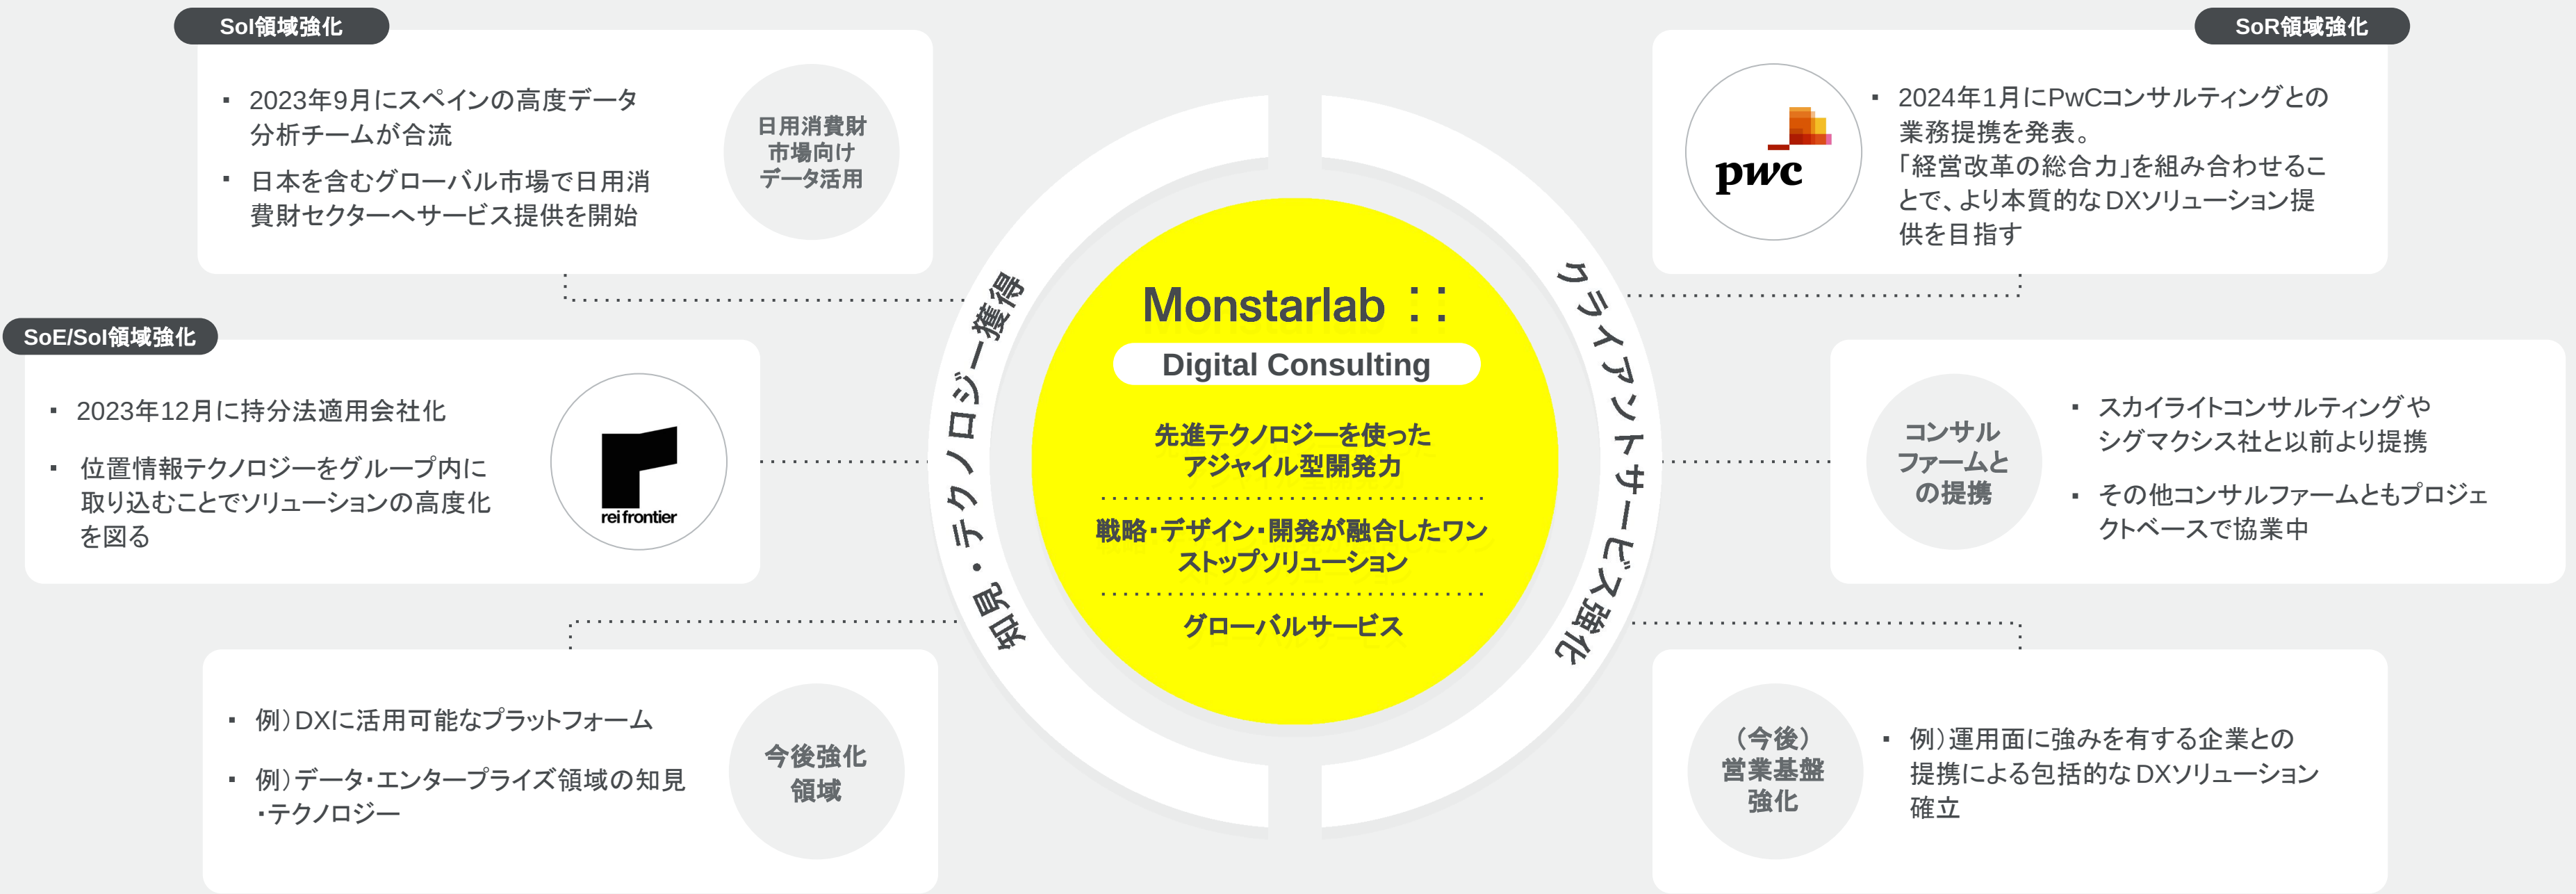 SoI領域強化
▪ 2023年9月にスペインの高度データ
分析チームが合流
▪ 日本を含むグローバル市場で日用消
費財セクターへサービス提供を開始
日用消費財
市場向け
データ活用
SoE/SoI領域強化
▪ 2023年12月に持分法適用会社化
▪ 位置情報テクノロジーをグループ内に
取り込むことでソリューションの高度化
を図る
rei frontier
▪ 例）DXに活用可能なプラットフォーム
▪ 例）データ・エンタープライズ領域の知見
・テクノロジー
今後強化
領域
知見・テクノロジー獲得
Monstarlab
Digital Consulting
先進テクノロジーを使った
アジャイル型開発力
戦略・デザイン・開発が融合したワン
ストップソリューション
グローバルサービス
クライアントサービス強化
SoR領域強化
pwc
▪ 2024年1月にPwCコンサルティングとの
業務提携を発表。
「経営改革の総合力」を組み合わせるこ
とで、より本質的なDXソリューション提
供を目指す
コンサル
ファームと
の提携
▪ スカイライトコンサルティングや
シグマクシス社と以前より提携
▪ その他コンサルファームともプロジェ
クトベースで協業中
（今後）
営業基盤
強化
▪ 例）運用面に強みを有する企業との
提携による包括的なDXソリューション
確立